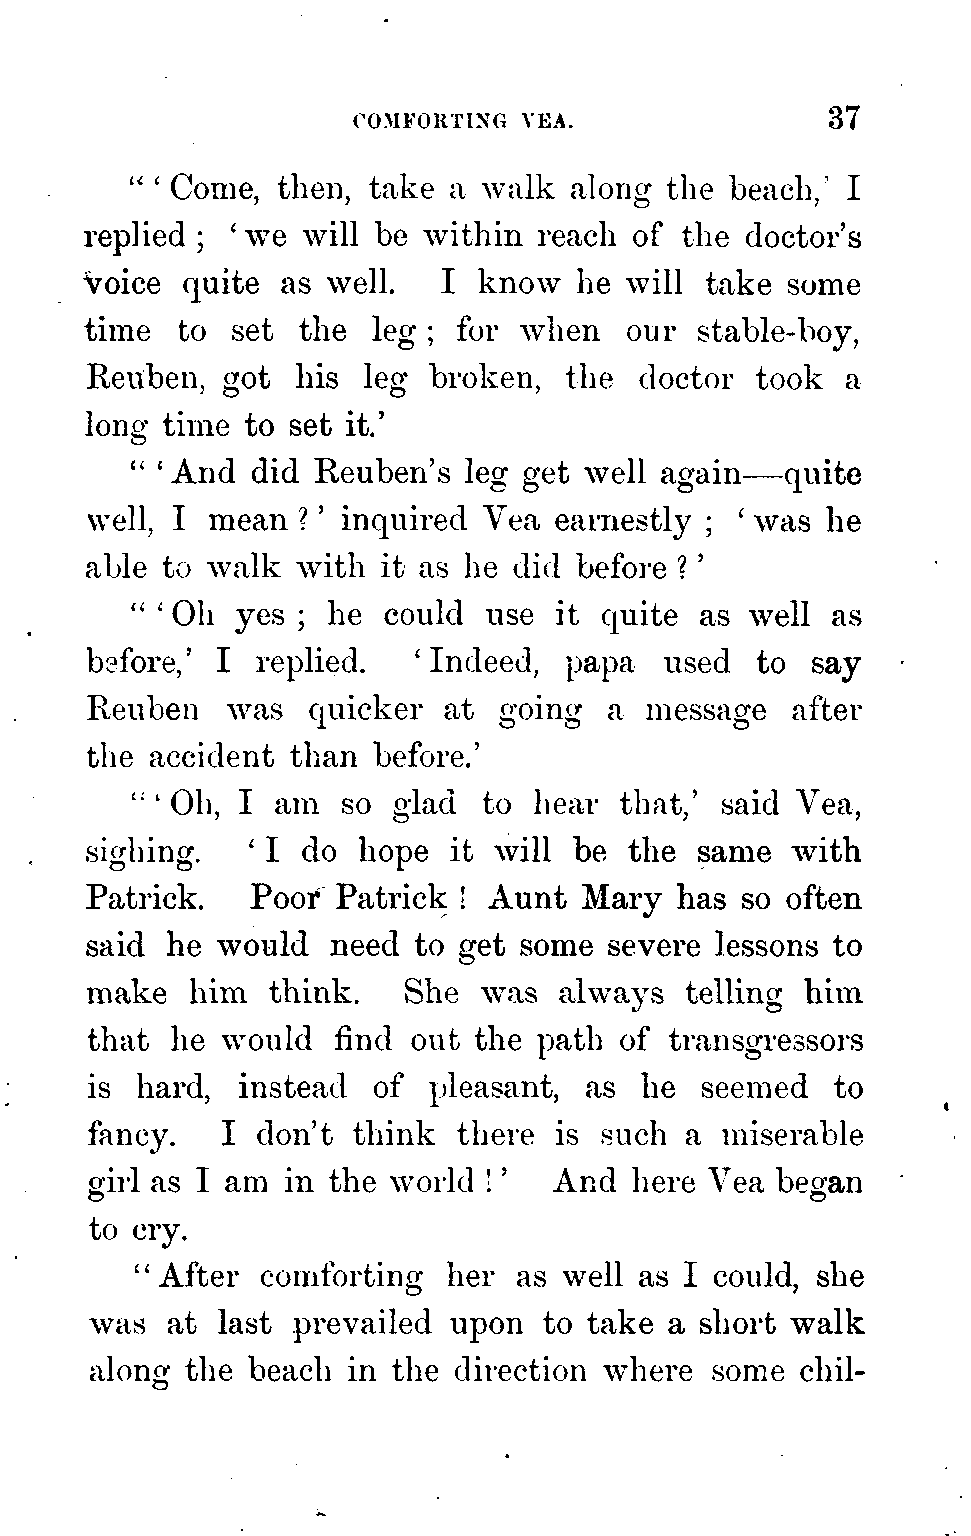 COMFORTING VEA. 37
" ' Come, then, take a walk along the beach,' I
replied ; ' we will be within reach of the doctor's
voice quite as well. I know he will take some
time to set the leg ; for when our stable-boy,
Reuben, got his leg broken, the doctor took a
long time to set it.'
" ' And did Reuben's leg get well again—quite
well, I mean ? ' inquired Vea earnestly ; ' was he
able to walk with it as he did before ? '
" ' Oh yes ; he could use it quite as well as
before,' I replied. ' Indeed, papa used to say
Reuben was quicker at going a message after
the accident than before.'
" ' Oh, I am so glad to hear that,' said Vea,
sighing. ' I do hope it will be the same with
Patrick. Poor Patrick ! Aunt Mary has so often
said he would need to get some severe lessons to
make him think. She was always telling him
that he would find out the path of transgressors
is hard, instead of pleasant, as he seemed to
fancy. I don't think there is such a miserable
girl as I am in the world ! ' And here Vea began
to cry.
" After comforting her as well as I could, she
was at last prevailed upon to take a short walk
along the beach in the direction where some chil-